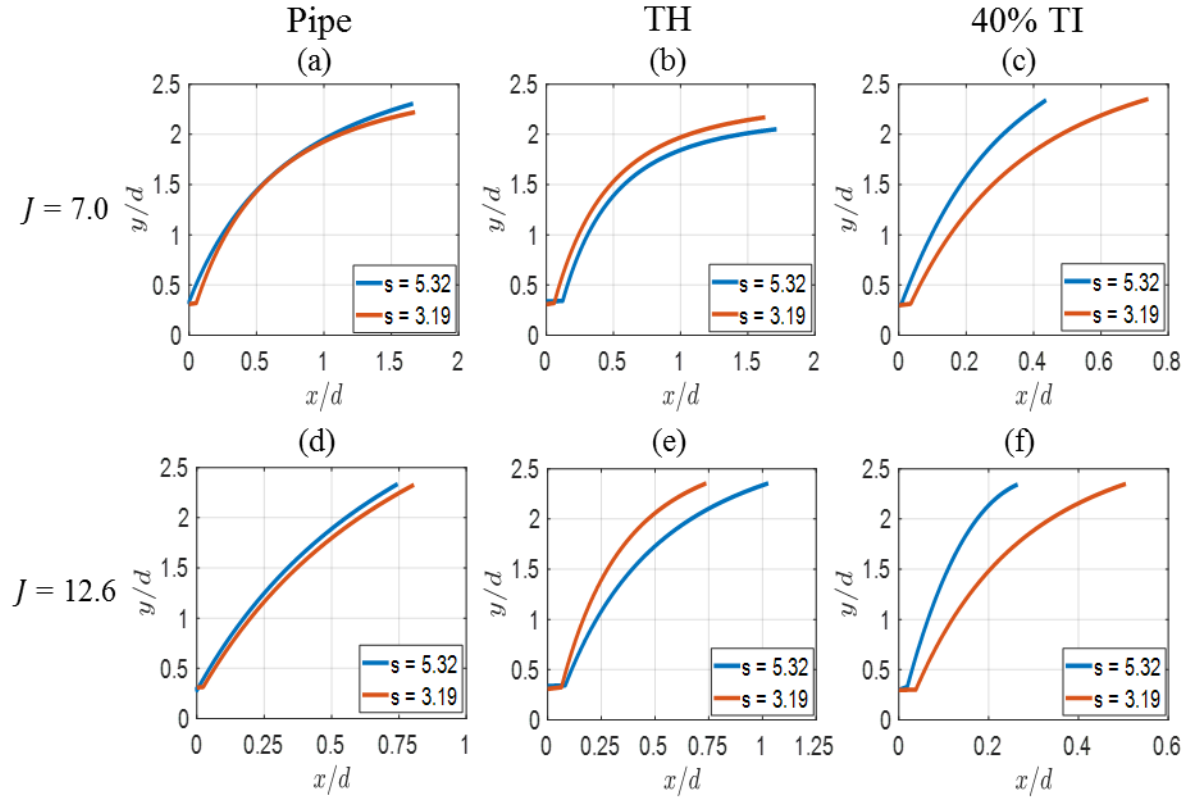 Pipe TH 40% TI
(a) (b) (c)
J = 7.0
y/d
2.5
2
1.5
1
0.5
0
0 0.5 1 1.5 2
x/d
s = 5.32
s = 3.19
y/d
2.5
2
1.5
1
0.5
0
0 0.5 1 1.5 2
x/d
s = 5.32
s = 3.19
y/d
2.5
2
1.5
1
0.5
0
0 0.2 0.4 0.6 0.8
x/d
s = 5.32
s = 3.19
(d) (e) (f)
J = 12.6
y/d
2.5
2
1.5
1
0.5
0
0 0.25 0.5 0.75 1
x/d
s = 5.32
s = 3.19
y/d
2.5
2
1.5
1
0.5
0
0 0.25 0.5 0.75 1 1.25
x/d
s = 5.32
s = 3.19
y/d
2.5
2
1.5
1
0.5
0
0 0.2 0.4 0.6
x/d
s = 5.32
s = 3.19